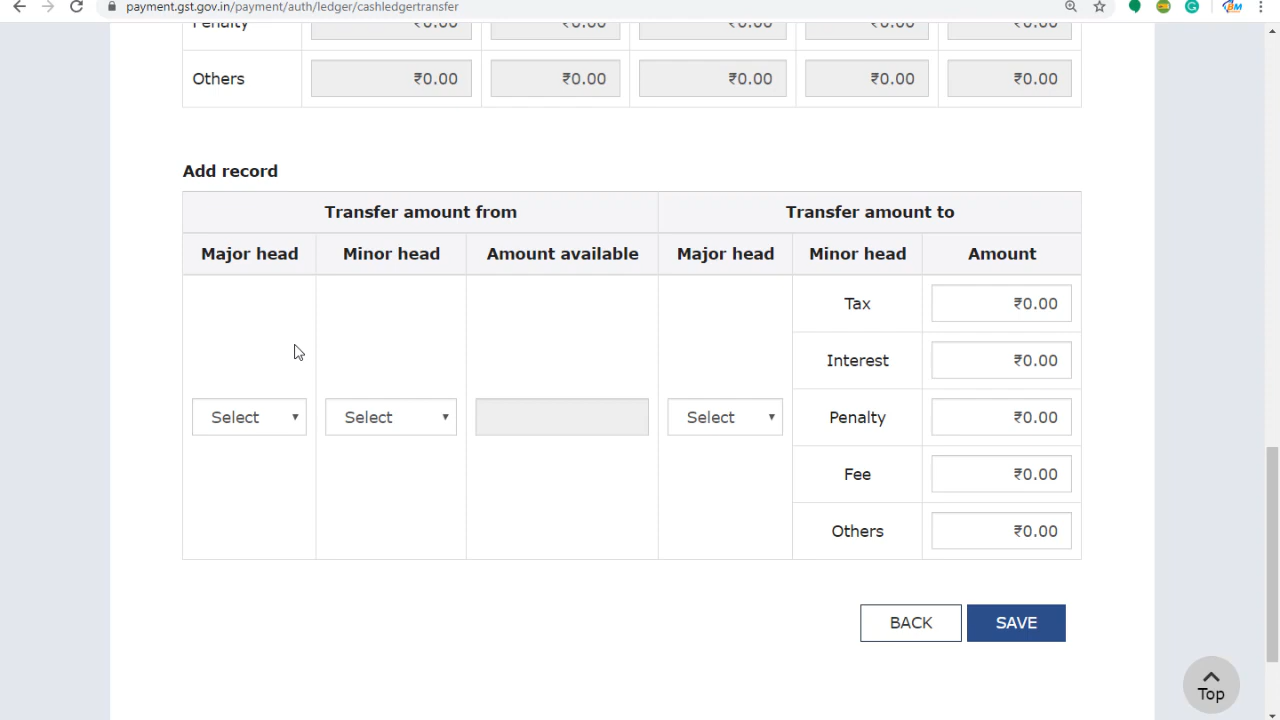 payment.gst.gov.in/payment/auth/ledger/cashledgertransfer
Penalty
Others ₹0.00 ₹0.00 ₹0.00 ₹0.00 ₹0.00
Add record
Transfer amount from Transfer amount to
Major head Minor head Amount available Major head Minor head Amount
Tax ₹0.00
Interest ₹0.00
Select Select Select Penalty ₹0.00
Fee ₹0.00
Others ₹0.00
BACK SAVE
Top